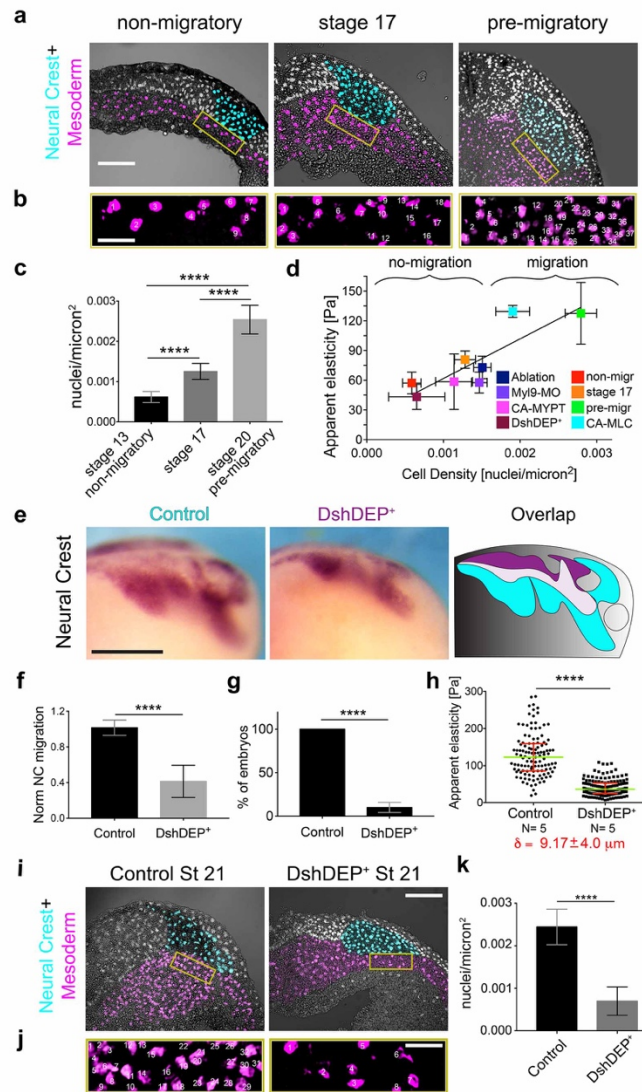 a
non-migratory
stage 17
pre-migratory
Neural Crest+
Mesoderm
b
c
nuclei/micron2
0.003
0.002
0.001
0.000
****
****
****
stage 13
non-migratory
stage 17
stage 20
pre-migratory
d
no-migration
migration
Apparent elasticity [Pa]
150
120
90
60
30
0
Ablation
Myl9-MO
CA-MYPT
DshDEP+
non-migr
stage 17
pre-migr
CA-MLC
0.000
0.001
0.002
0.003
Cell Density [nuclei/micron2]
e
Control
DshDEP+
Overlap
Neural Crest
f
Norm NC migration
1.2
0.8
0.4
0.0
****
Control
DshDEP+
g
% of embryos
100
50
0
****
Control
DshDEP+
h
Apparent elasticity [Pa]
300
200
100
0
****
Control
DshDEP+
N= 5
N= 5
δ = 9.17±4.0 μm
i
Control St 21
DshDEP+ St 21
Neural Crest+
Mesoderm
j
k
nuclei/micron2
0.003
0.002
0.001
0.000
****
Control
DshDEP+